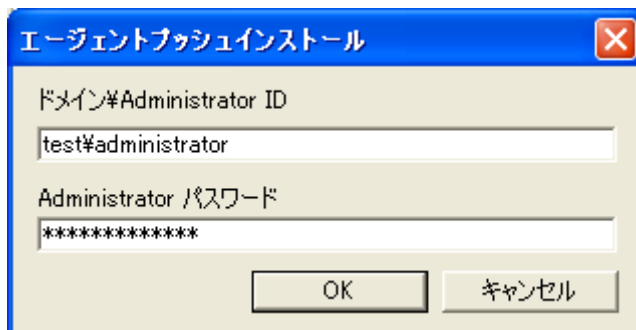 エージェントプッシュインストール
ドメイン¥Administrator ID
test¥administrator
Administrator パスワード
*************
OK
キャンセル